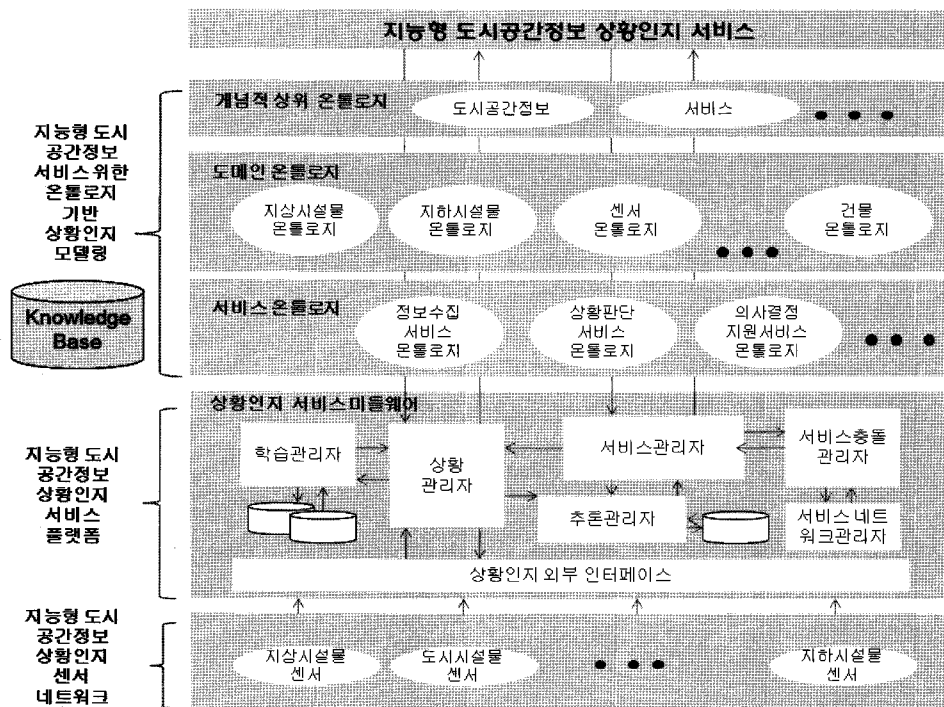 지능형 도시공간정보 상황인지 서비스
개념적 상위 온톨로지
도시공간정보
서비스
지능형 도시
공간정보
서비스 위한
온톨로지
기반
상황인지
모델링
Knowledge
Base
도메인 온톨로지
지상시설물
온톨로지
지하시설물
온톨로지
센서
온톨로지
건물
온톨로지
서비스 온톨로지
정보수집
서비스
온톨로지
상황판단
서비스
온톨로지
의사결정
지원서비스
온톨로지
상황인지 서비스미들웨어
지능형 도시
공간정보
상황인지
서비스
플랫폼
학습관리자
상황
관리자
서비스관리자
서비스충돌
관리자
추론관리자
서비스 네트
워크관리자
상황인지 외부 인터페이스
지능형 도시
공간정보
상황인지
센서
네트워크
지상시설물
센서
도시시설물
센서
지하시설물
센서